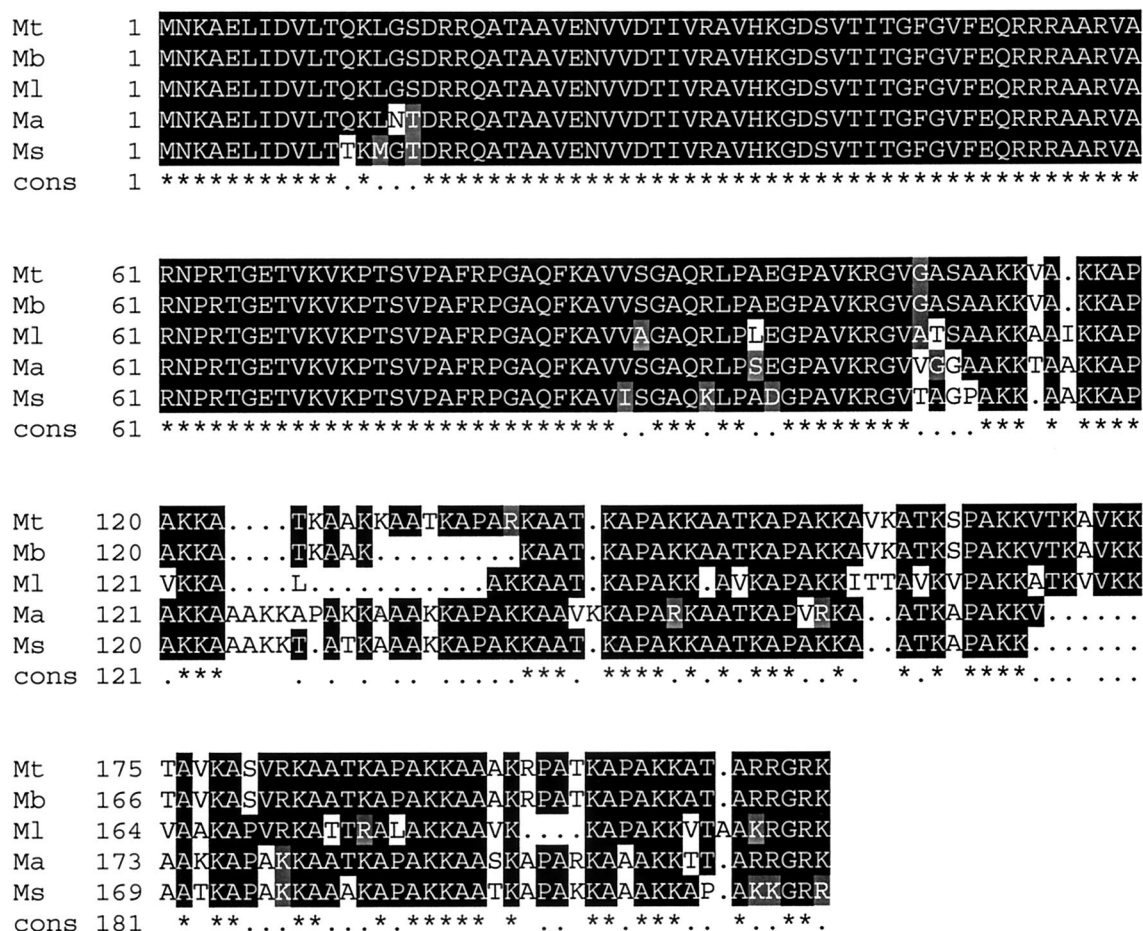 Mt 1 MNKAELIDVLTQKLGSDRRQATAAVENVVDTIVRAVHKGDSVTITGFGVFEQRRRAARVA
Mb 1 MNKAELIDVLTQKLGSDRRQATAAVENVVDTIVRAVHKGDSVTITGFGVFEQRRRAARVA
Ml 1 MNKAELIDVLTQKLGSDRRQATAAVENVVDTIVRAVHKGDSVTITGFGVFEQRRRAARVA
Ma 1 MNKAELIDVLTQKLNTDRRQATAAVENVVDTIVRAVHKGDSVTITGFGVFEQRRRAARVA
Ms 1 MNKAELIDVLTTKMGTDRRQATAAVENVVDTIVRAVHKGDSVTITGFGVFEQRRRAARVA
cons 1 ***********.*...********************************************
Mt 61 RNPRTGETVKVKPTSVPAFRPGAQFKAVVSGAQRLPAEGPAVKRGVGASAAKKVA.KKAP
Mb 61 RNPRTGETVKVKPTSVPAFRPGAQFKAVVSGAQRLPAEGPAVKRGVGASAAKKVA.KKAP
Ml 61 RNPRTGETVKVKPTSVPAFRPGAQFKAVVAGAQRLPLEGPAVKRGVATSAAKKAAIKKAP
Ma 61 RNPRTGETVKVKPTSVPAFRPGAQFKAVVSGAQRLPSEGPAVKRGVVGGAAKKTAAKKAP
Ms 61 RNPRTGETVKVKPTSVPAFRPGAQFKAVISGAQKLPADGPAVKRGVTAGPAKK.AAKKAP
cons 61 ****************************..***.**..********....*** * ****
Mt 120 AKKA....TKAAKKAATKAPARKAAT.KAPAKKAATKAPAKKAVKATKSPAKKVTKAVKK
Mb 120 AKKA....TKAAK.........KAAT.KAPAKKAATKAPAKKAVKATKSPAKKVTKAVKK
Ml 121 VKKA....L...........AKKAAT.KAPAKK.AVKAPAKKITTAVKVPAKKATKVVKK
Ma 121 AKKAAAKKAPAKKAAAKKAPAKKAAVKKAPARKAATKAPVRKA..ATKAPAKKV......
Ms 120 AKKAAAKKT.ATKAAAKKAPAKKAAT.KAPAKKAATKAPAKKA..ATKAPAKK.......
cons 121 .***    . . .. .....***. ****..*.***..*.  *.* ****... ...
Mt 175 TAVKASVRKAATKAPAKKAAAKRPATKAPAKKAT.ARRGRK
Mb 166 TAVKASVRKAATKAPAKKAAAKRPATKAPAKKAT.ARRGRK
Ml 164 VAAKAPVRKATTRALAKKAAVK....KAPAKKVTAAKRGRK
Ma 173 AAKKAPAKKAATKAPAKKAASKAPARKAAAKKTT.ARRGRK
Ms 169 AATKAPAKKAAAKAPAKKAATKAPAKKAAAKKAP.AKKGRR
cons 181  * **...**...*.***** * .. **.**.. *..**.